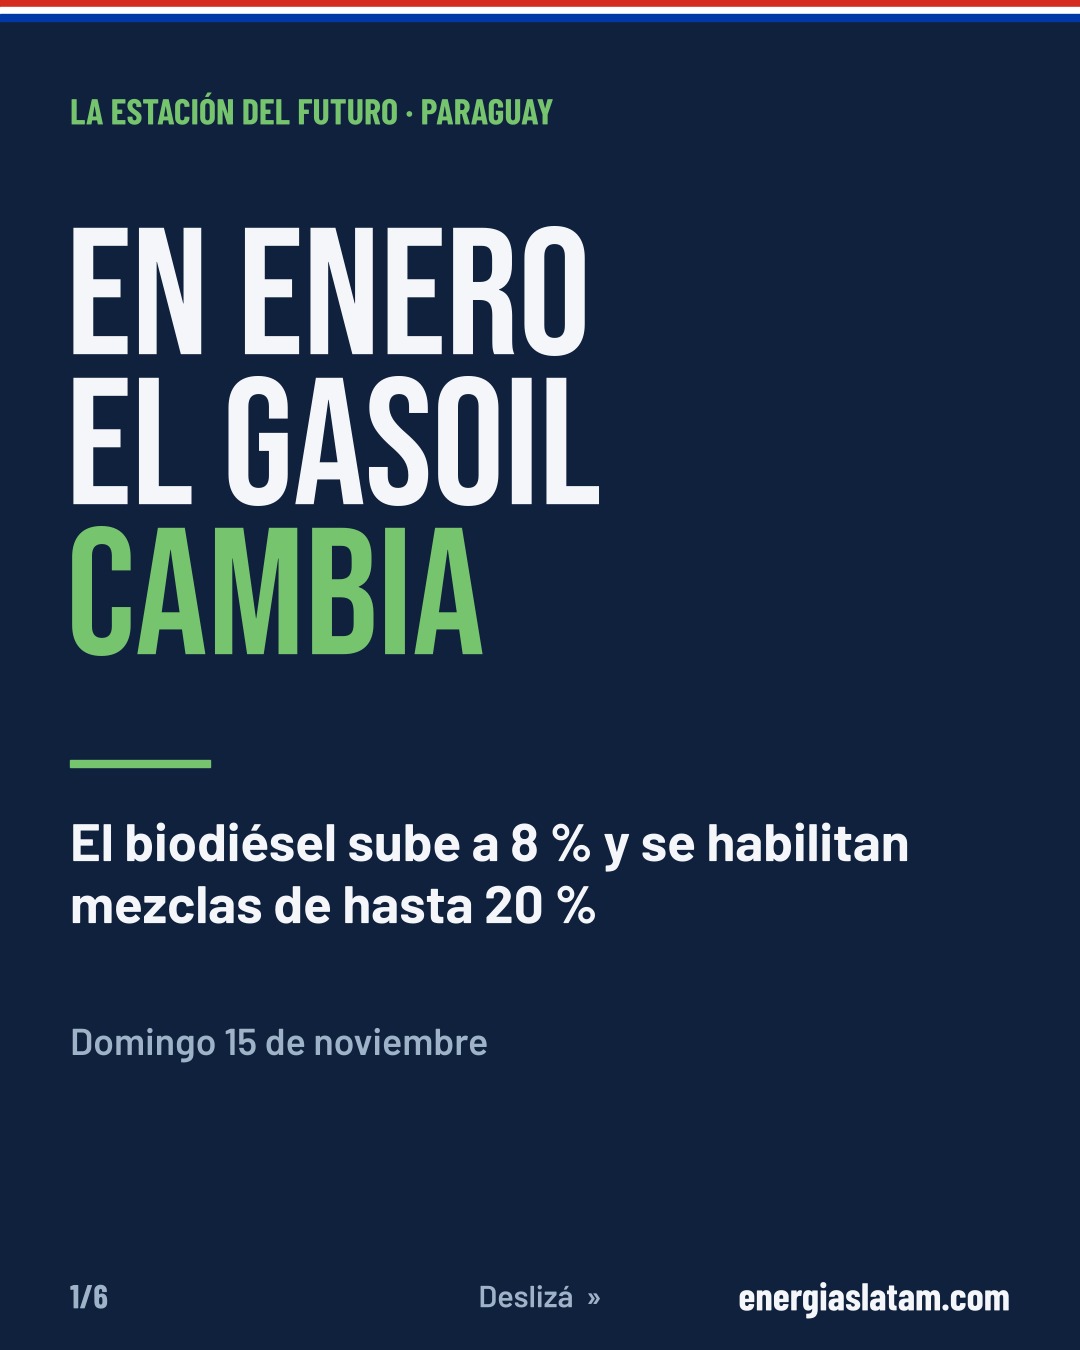 LA ESTACIÓN DEL FUTURO · PARAGUAY
EN ENERO
EL GASOIL
CAMBIA
El biodiésel sube a 8 % y se habilitan
mezclas de hasta 20 %
Domingo 15 de noviembre
1/6
Deslizá »
energiaslatam.com